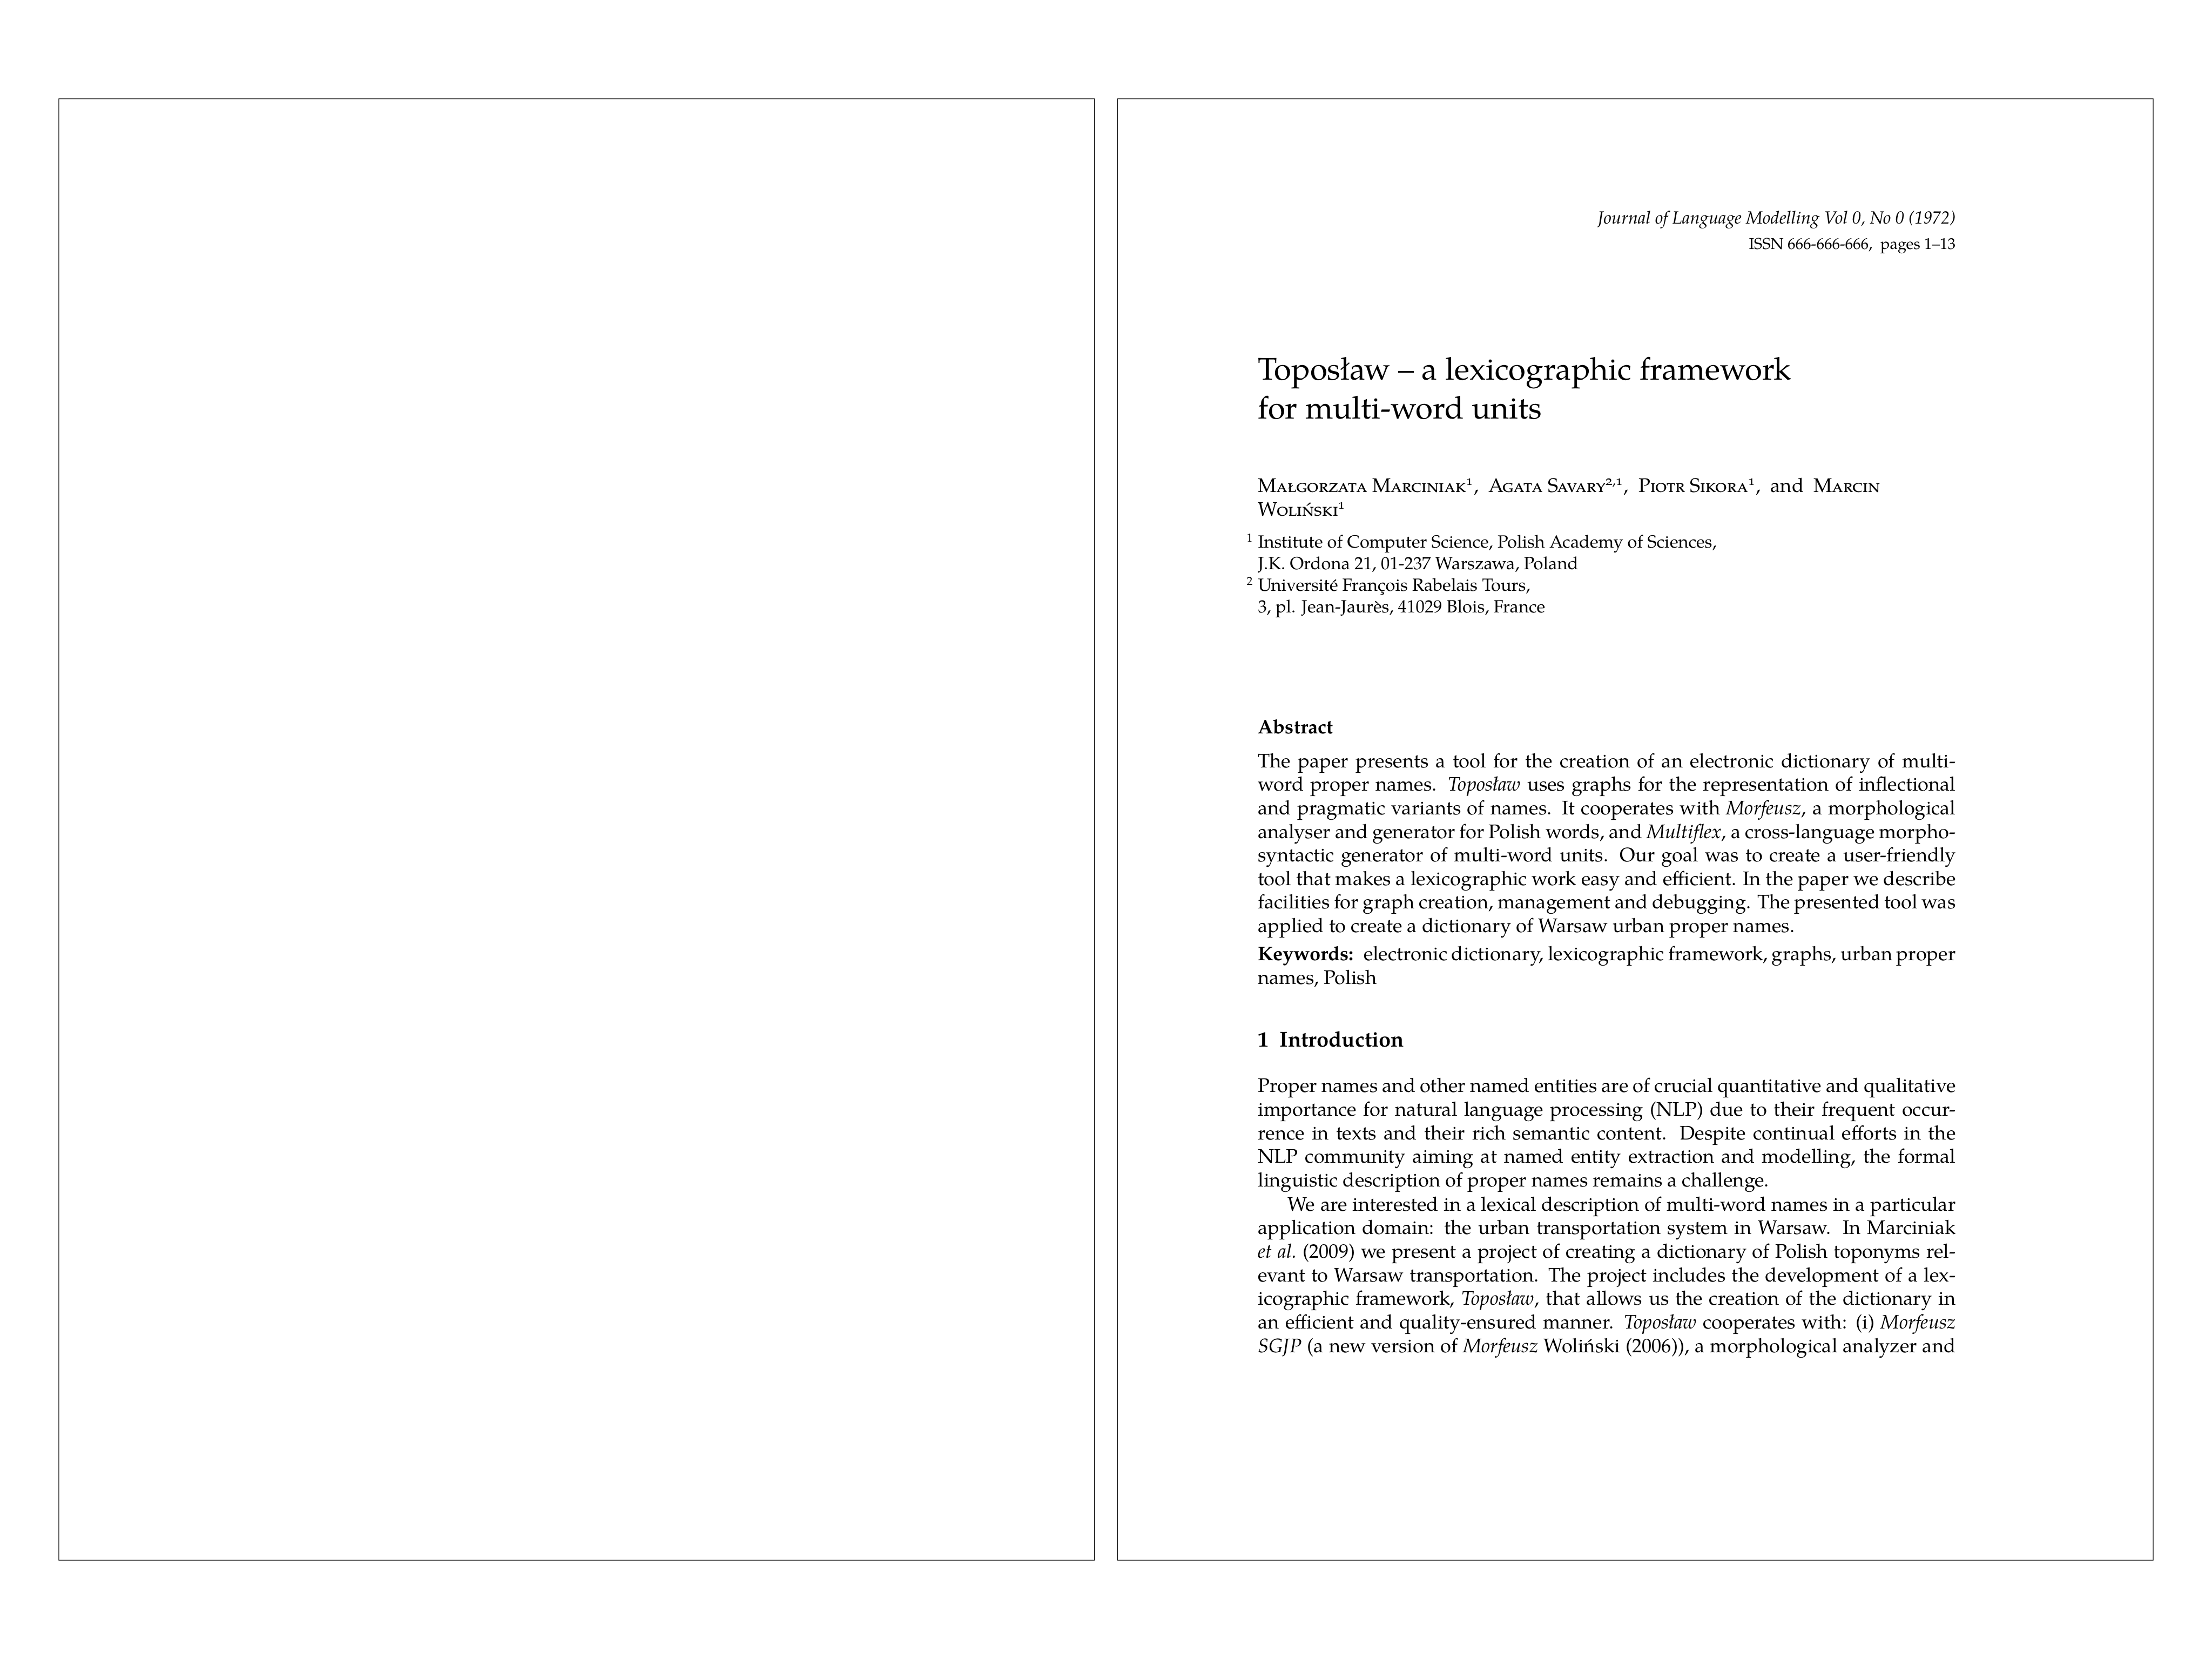 Journal of Language Modelling Vol 0, No 0 (1972)
ISSN 666-666-666, pages 1–13
Toposław – a lexicographic framework
for multi-word units
Małgorzata Marciniak¹, Agata Savary²,¹, Piotr Sikora¹, and Marcin
Woliński¹
¹ Institute of Computer Science, Polish Academy of Sciences,
J.K. Ordona 21, 01-237 Warszawa, Poland
² Université François Rabelais Tours,
3, pl. Jean-Jaurès, 41029 Blois, France
Abstract
The paper presents a tool for the creation of an electronic dictionary of multi-
word proper names. Toposław uses graphs for the representation of inflectional
and pragmatic variants of names. It cooperates with Morfeusz, a morphological
analyser and generator for Polish words, and Multiflex, a cross-language morpho-
syntactic generator of multi-word units. Our goal was to create a user-friendly
tool that makes a lexicographic work easy and efficient. In the paper we describe
facilities for graph creation, management and debugging. The presented tool was
applied to create a dictionary of Warsaw urban proper names.
Keywords: electronic dictionary, lexicographic framework, graphs, urban proper
names, Polish
1 Introduction
Proper names and other named entities are of crucial quantitative and qualitative
importance for natural language processing (NLP) due to their frequent occur-
rence in texts and their rich semantic content. Despite continual efforts in the
NLP community aiming at named entity extraction and modelling, the formal
linguistic description of proper names remains a challenge.
We are interested in a lexical description of multi-word names in a particular
application domain: the urban transportation system in Warsaw. In Marciniak
et al. (2009) we present a project of creating a dictionary of Polish toponyms rel-
evant to Warsaw transportation. The project includes the development of a lex-
icographic framework, Toposław, that allows us the creation of the dictionary in
an efficient and quality-ensured manner. Toposław cooperates with: (i) Morfeusz
SGJP (a new version of Morfeusz Woliński (2006)), a morphological analyzer and